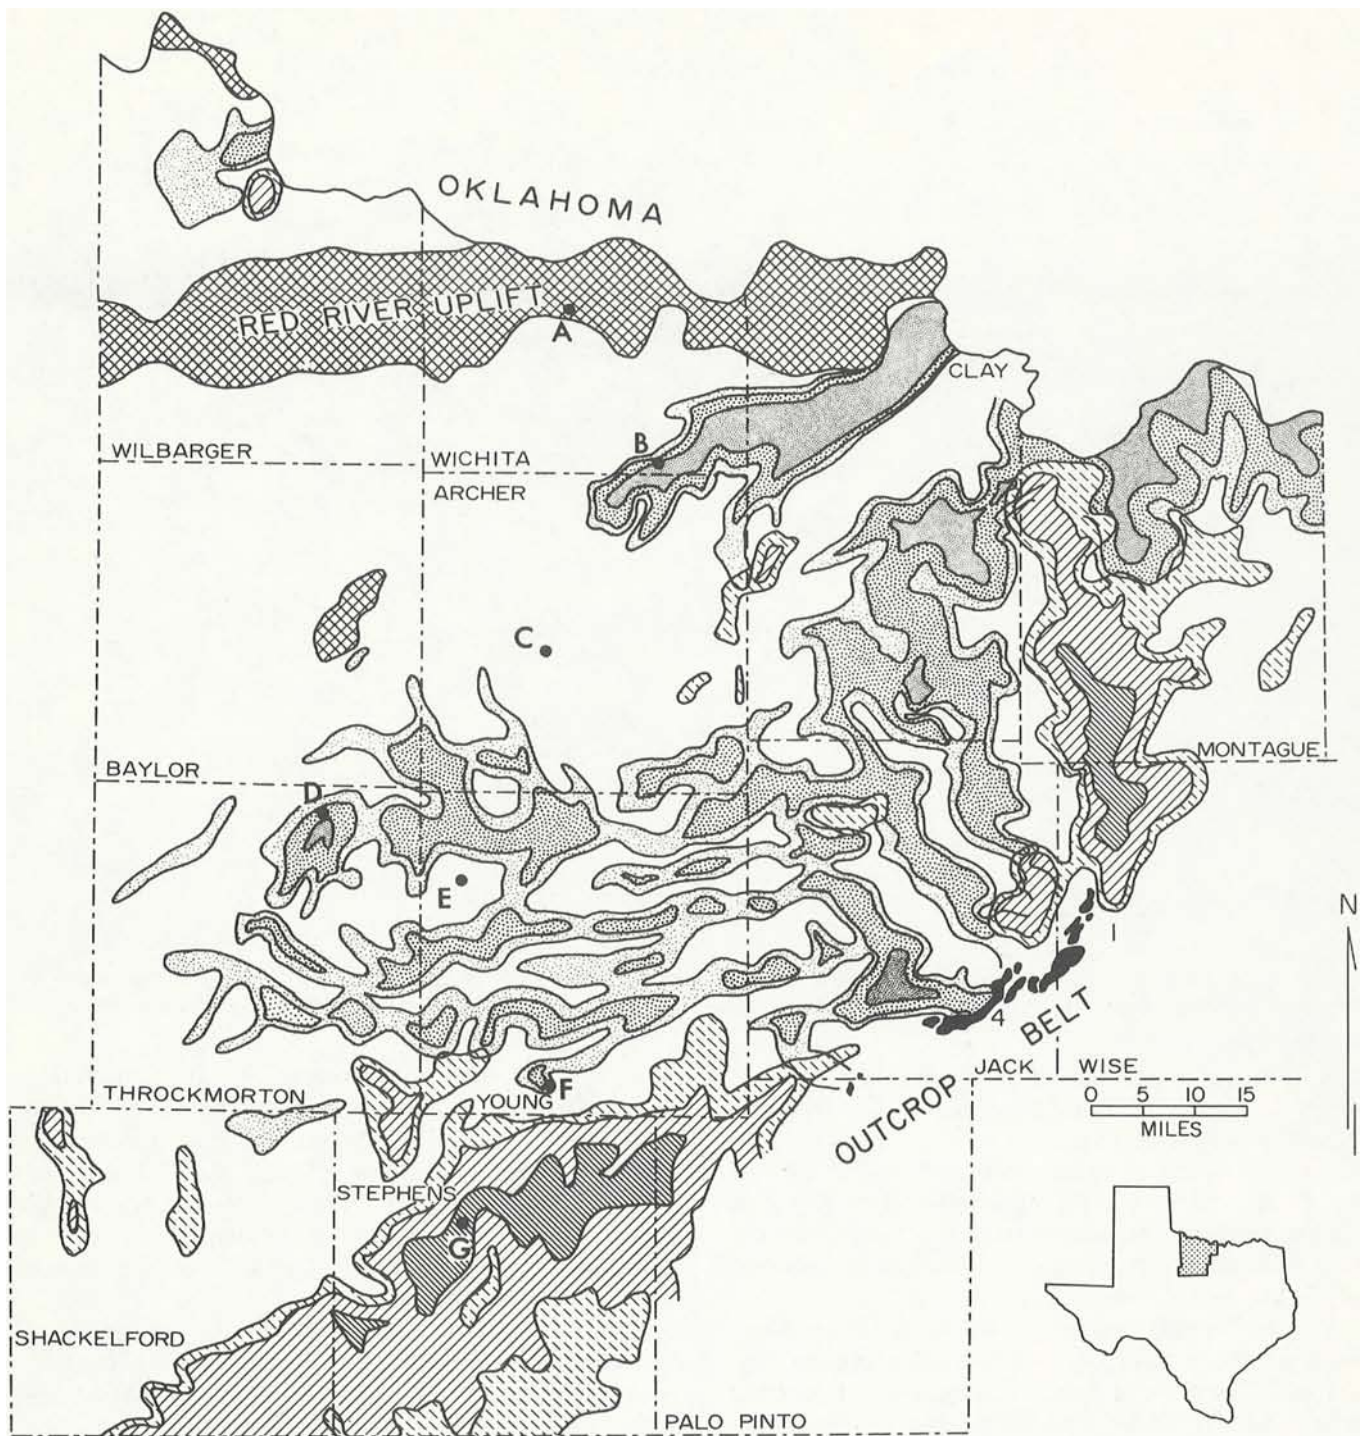 OKLAHOMA
RED RIVER UPLIFT
A
CLAY
B
WILBARGER
WICHITA
ARCHER
C
MONTAGUE
BAYLOR
D
E
N
1
4
OUTCROP BELT
JACK
WISE
THROCKMORTON
YOUNG
F
0 5 10 15
MILES
STEPHENS
G
SHACKELFORD
PALO PINTO